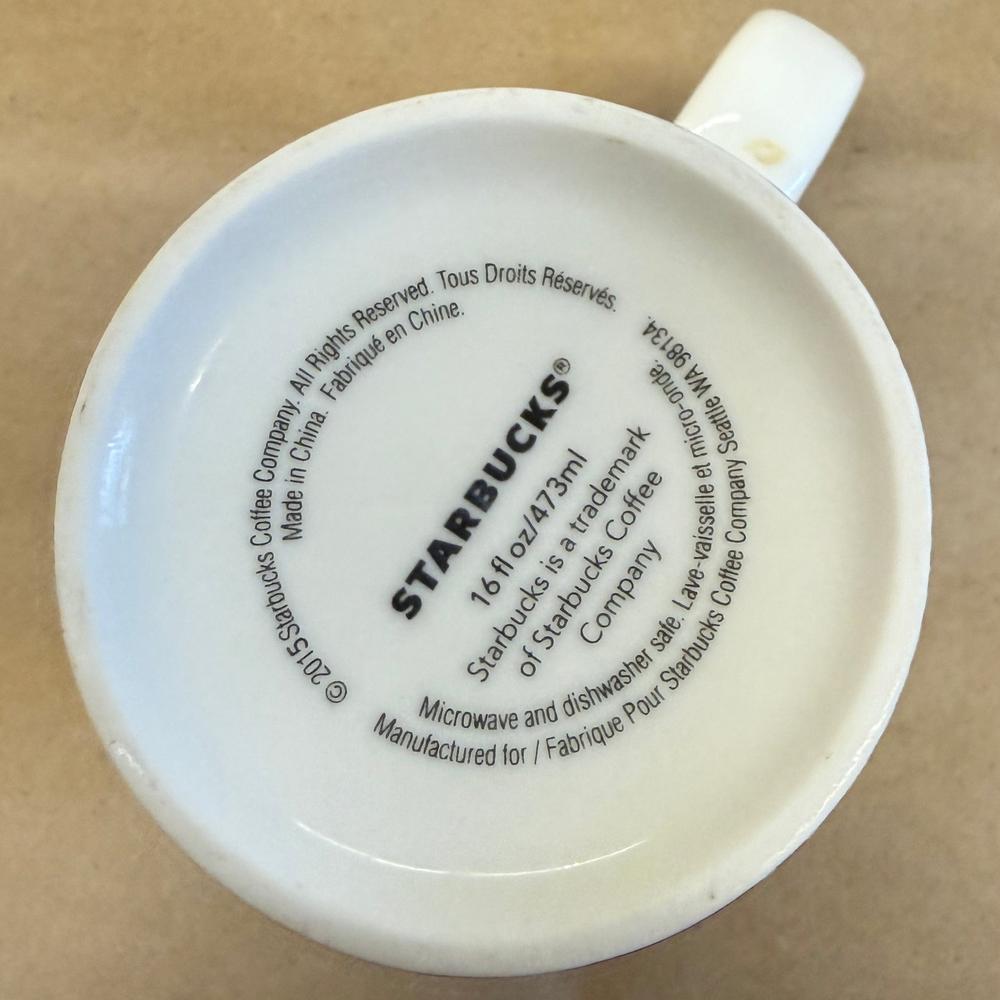 © 2015 Starbucks Coffee Company. All Rights Reserved. Tous Droits Réservés.
Made in China. Fabriqué en Chine.
STARBUCKS®
16 fl oz/473ml
Starbucks is a trademark
of Starbucks Coffee
Company
Microwave and dishwasher safe. Lave-vaisselle et micro-onde.
Manufactured for / Fabrique Pour Starbucks Coffee Company Seattle WA 98134.